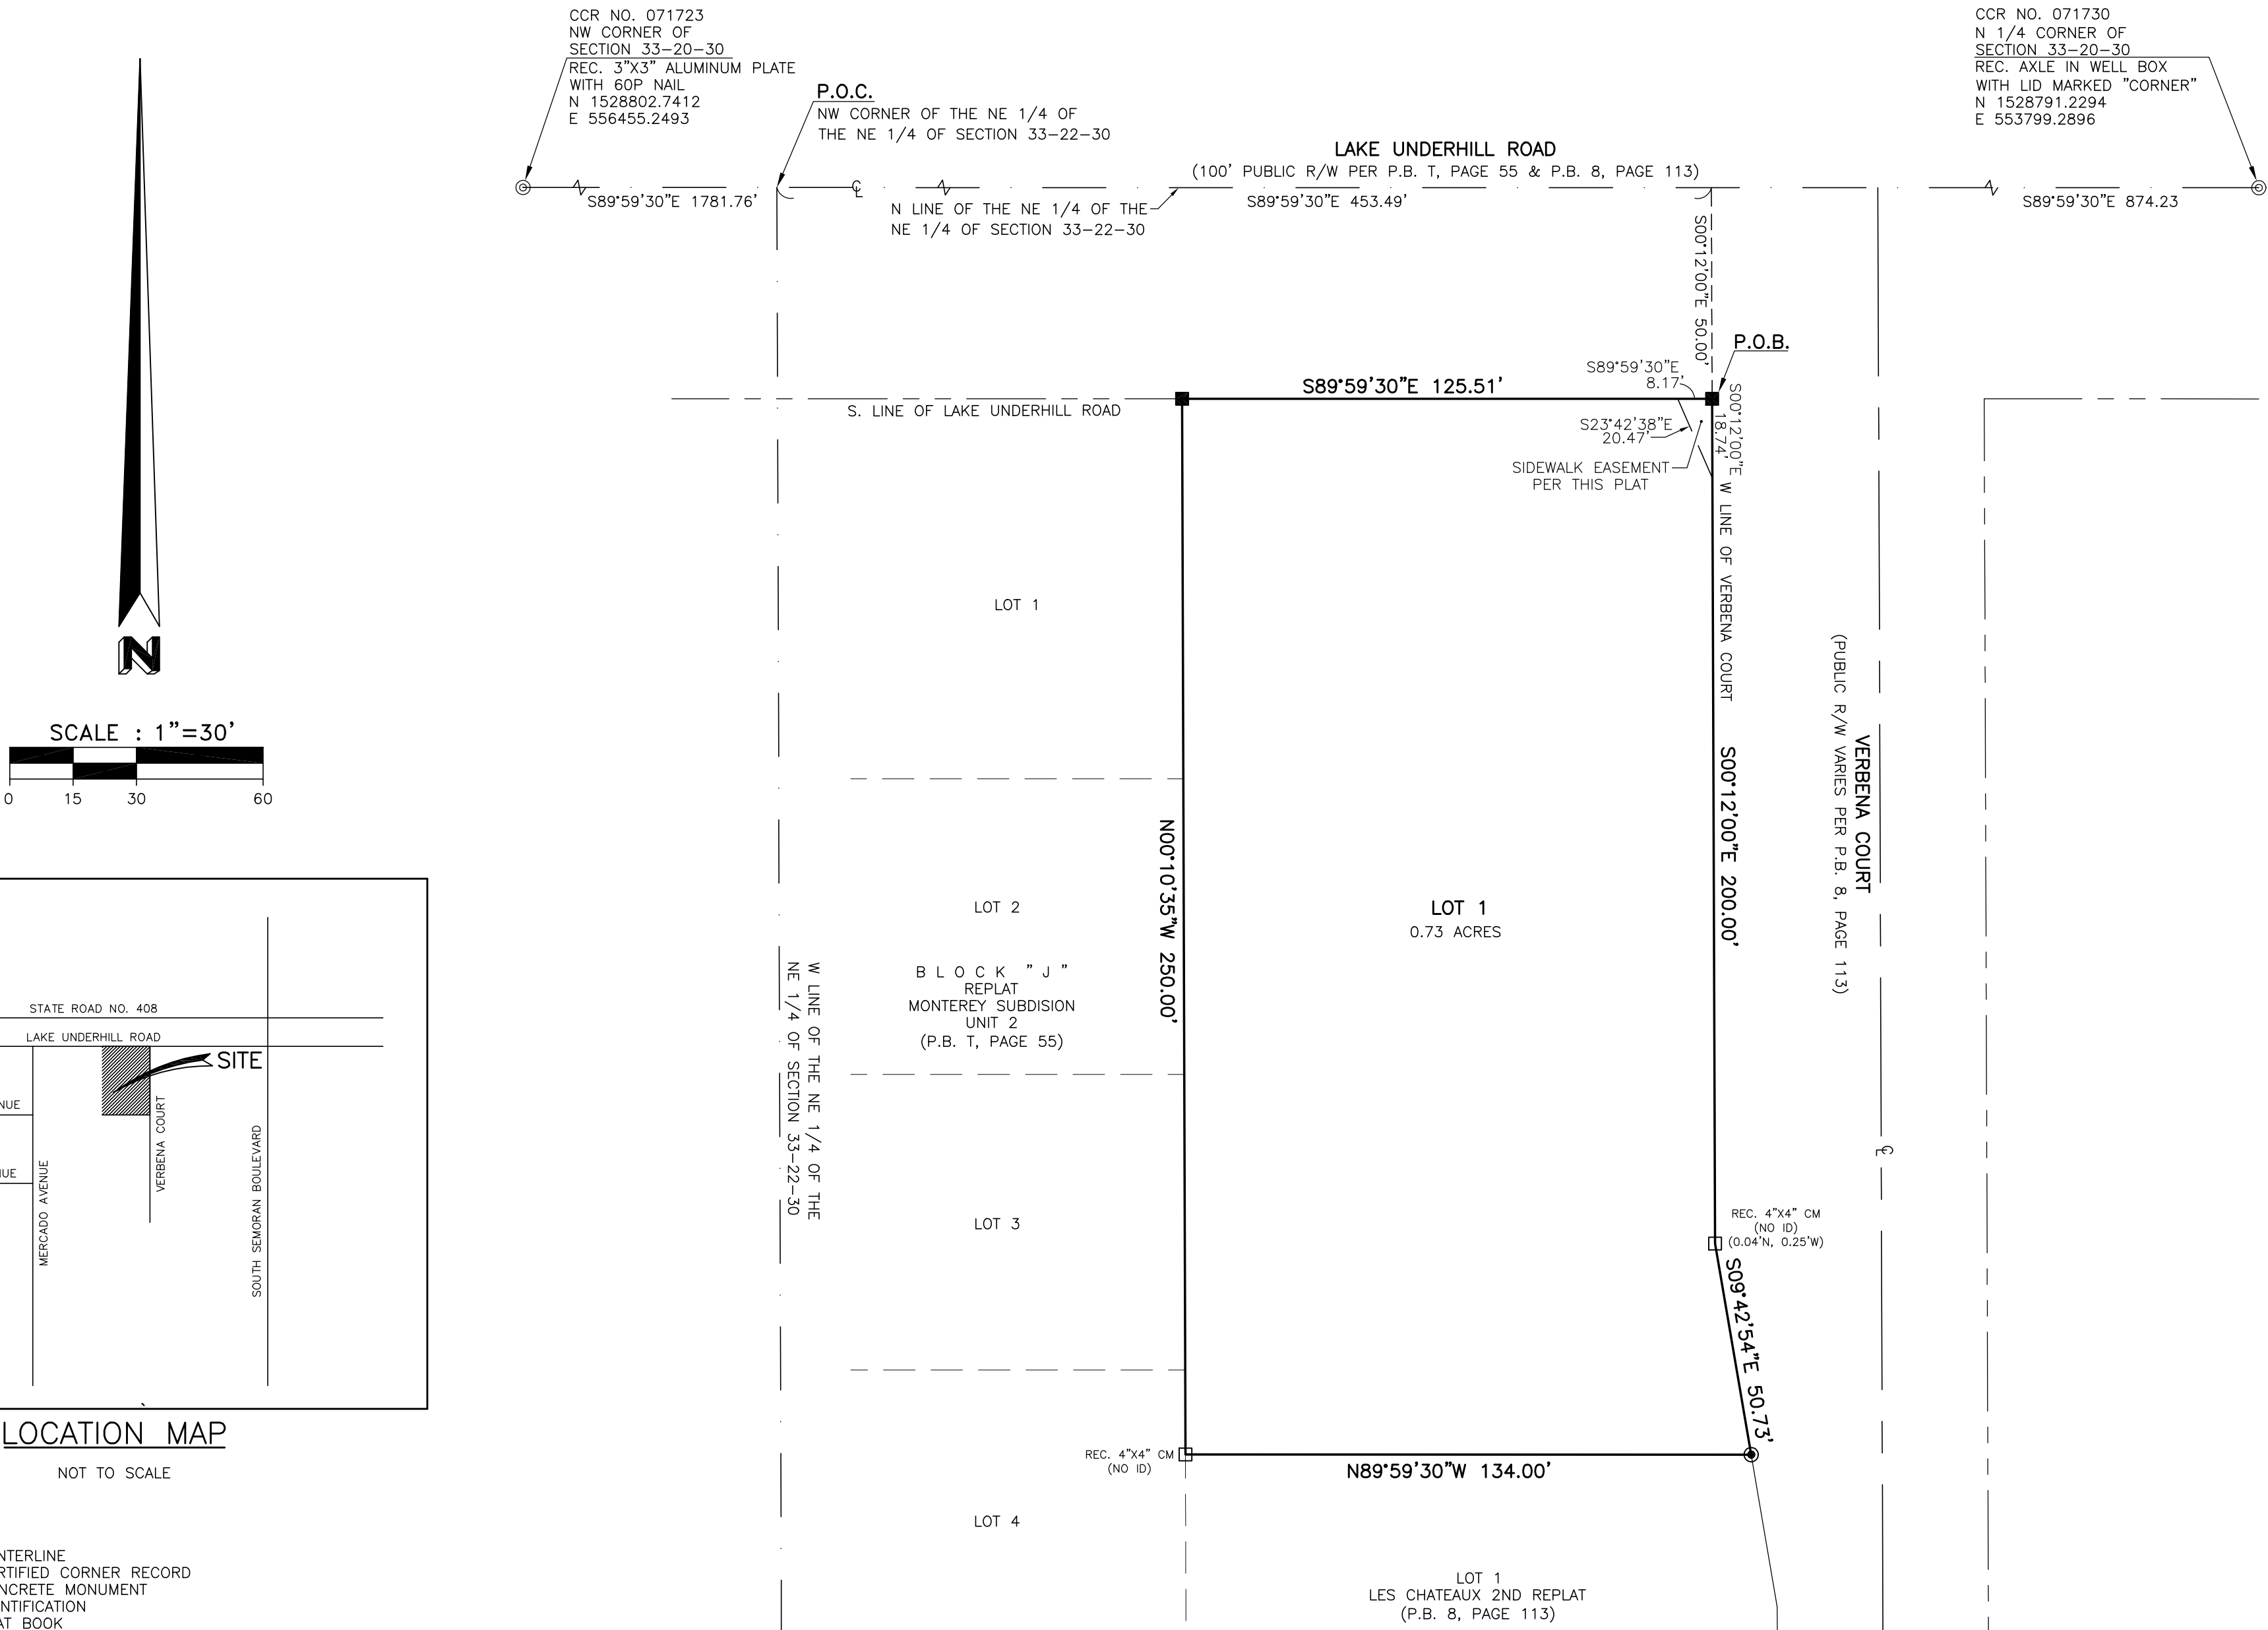 CCR NO. 071723
NW CORNER OF
SECTION 33-20-30
REC. 3"X3" ALUMINUM PLATE
WITH 60P NAIL
N 1528802.7412
E 556455.2493
P.O.C.
NW CORNER OF THE NE 1/4 OF
THE NE 1/4 OF SECTION 33-22-30
LAKE UNDERHILL ROAD
(100' PUBLIC R/W PER P.B. T, PAGE 55 & P.B. 8, PAGE 113)
CCR NO. 071730
N 1/4 CORNER OF
SECTION 33-20-30
REC. AXLE IN WELL BOX
WITH LID MARKED "CORNER"
N 1528791.2294
E 553799.2896
S89°59'30"E 1781.76'
℄
N LINE OF THE NE 1/4 OF THE
NE 1/4 OF SECTION 33-22-30
S89°59'30"E 453.49'
S89°59'30"E 874.23
S00°12'00"E 50.00'
P.O.B.
S89°59'30"E 125.51'
S89°59'30"E
8.17'
S. LINE OF LAKE UNDERHILL ROAD
S23°42'38"E
20.47'
S00°12'00"E
18.74'
SIDEWALK EASEMENT
PER THIS PLAT
W LINE OF VERBENA COURT
LOT 1
N
SCALE : 1"=30'
0 15 30 60
VERBENA COURT
(PUBLIC R/W VARIES PER P.B. 8, PAGE 113)
S00°12'00"E 200.00'
N00°10'35"W 250.00'
LOT 1
0.73 ACRES
LOT 2
BLOCK "J"
REPLAT
MONTEREY SUBDISION
UNIT 2
(P.B. T, PAGE 55)
W LINE OF THE NE 1/4 OF THE
NE 1/4 OF SECTION 33-22-30
STATE ROAD NO. 408
LAKE UNDERHILL ROAD
SITE
NUE
NUE
MERCADO AVENUE
VERBENA COURT
SOUTH SEMORAN BOULEVARD
℄
LOT 3
REC. 4"X4" CM
(NO ID)
(0.04'N, 0.25'W)
S09°42'54"E 50.73'
LOCATION MAP
NOT TO SCALE
REC. 4"X4" CM
(NO ID)
N89°59'30"W 134.00'
LOT 4
LOT 1
LES CHATEAUX 2ND REPLAT
(P.B. 8, PAGE 113)
NTERLINE
RTIFIED CORNER RECORD
NCRETE MONUMENT
NTIFICATION
AT BOOK